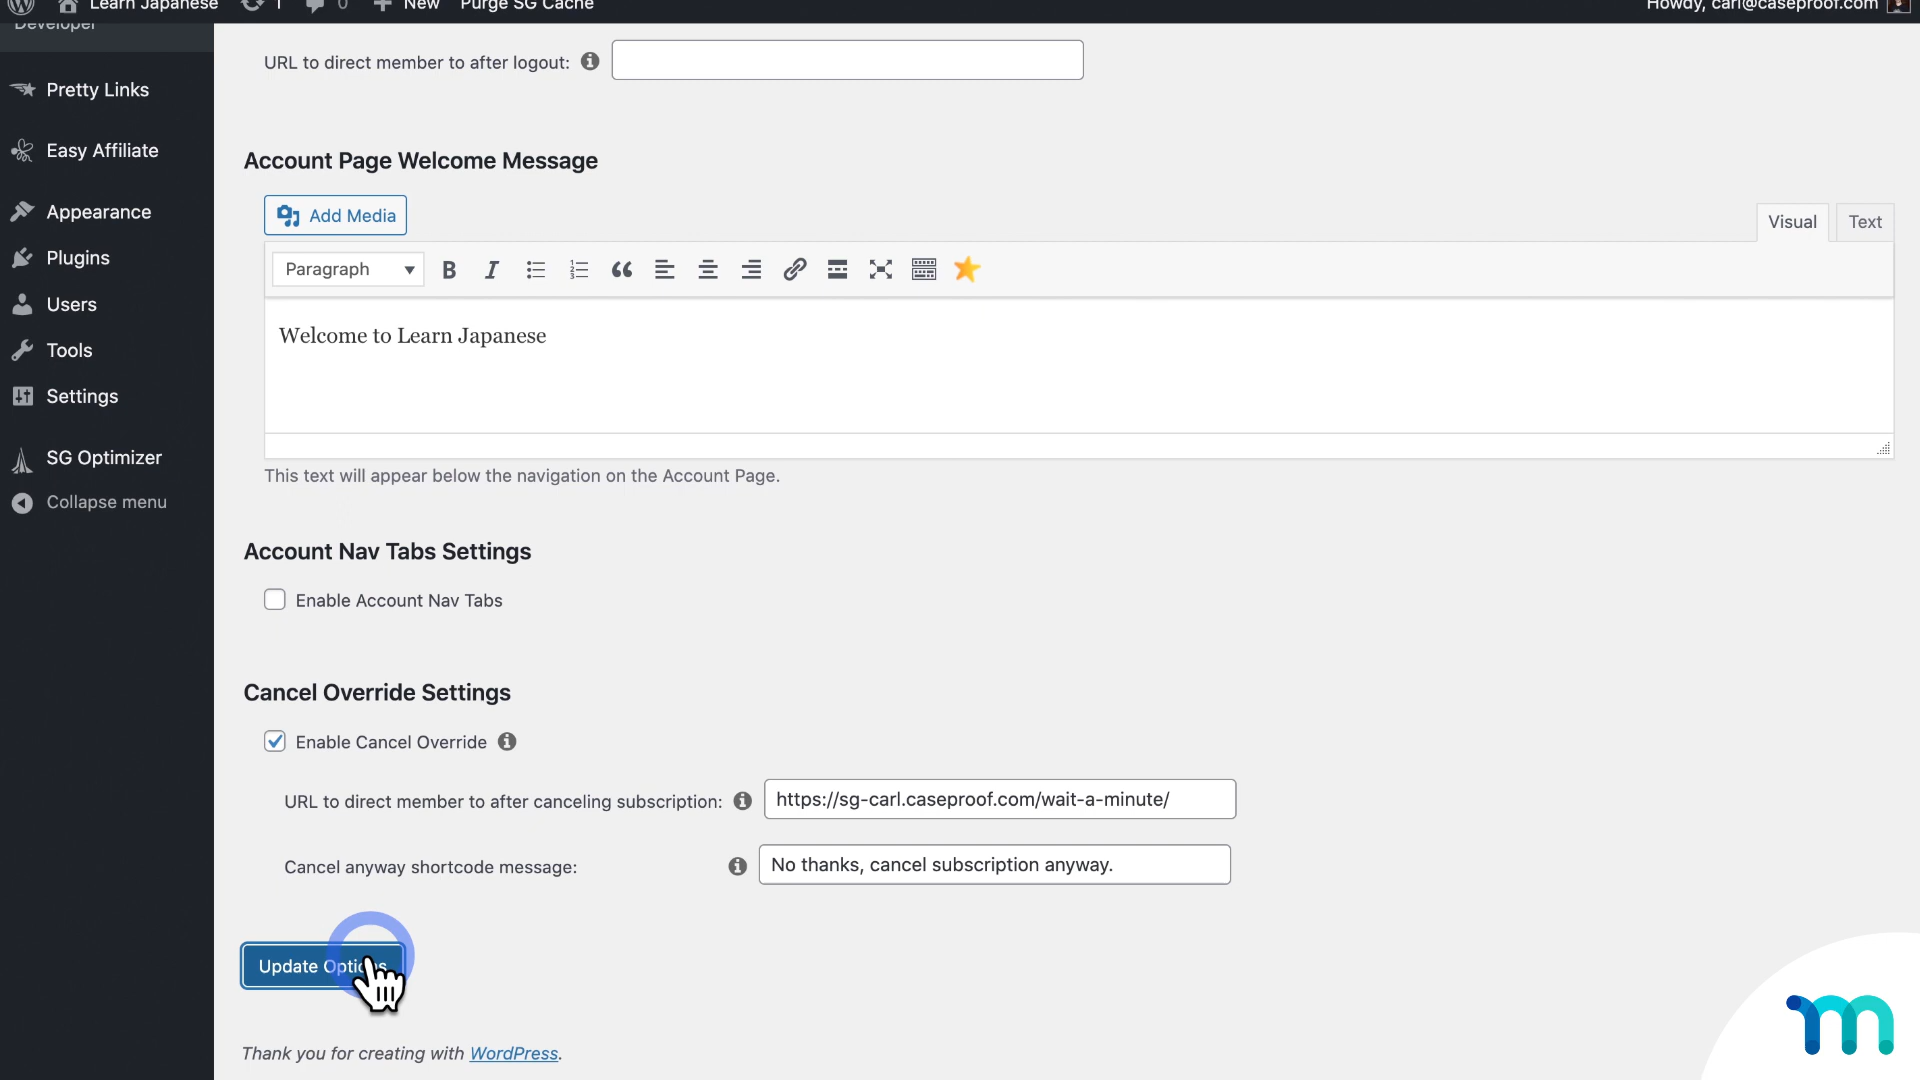 Learn Japanese 1 0 New Purge SG Cache Howdy, carl@caseproof.com
Developer
Pretty Links
Easy Affiliate
Appearance
Plugins
Users
Tools
Settings
SG Optimizer
Collapse menu
URL to direct member to after logout:
Account Page Welcome Message
Add Media
Visual Text
Paragraph
Welcome to Learn Japanese
This text will appear below the navigation on the Account Page.
Account Nav Tabs Settings
Enable Account Nav Tabs
Cancel Override Settings
Enable Cancel Override
URL to direct member to after canceling subscription: https://sg-carl.caseproof.com/wait-a-minute/
Cancel anyway shortcode message: No thanks, cancel subscription anyway.
Update Options
Thank you for creating with WordPress.
m